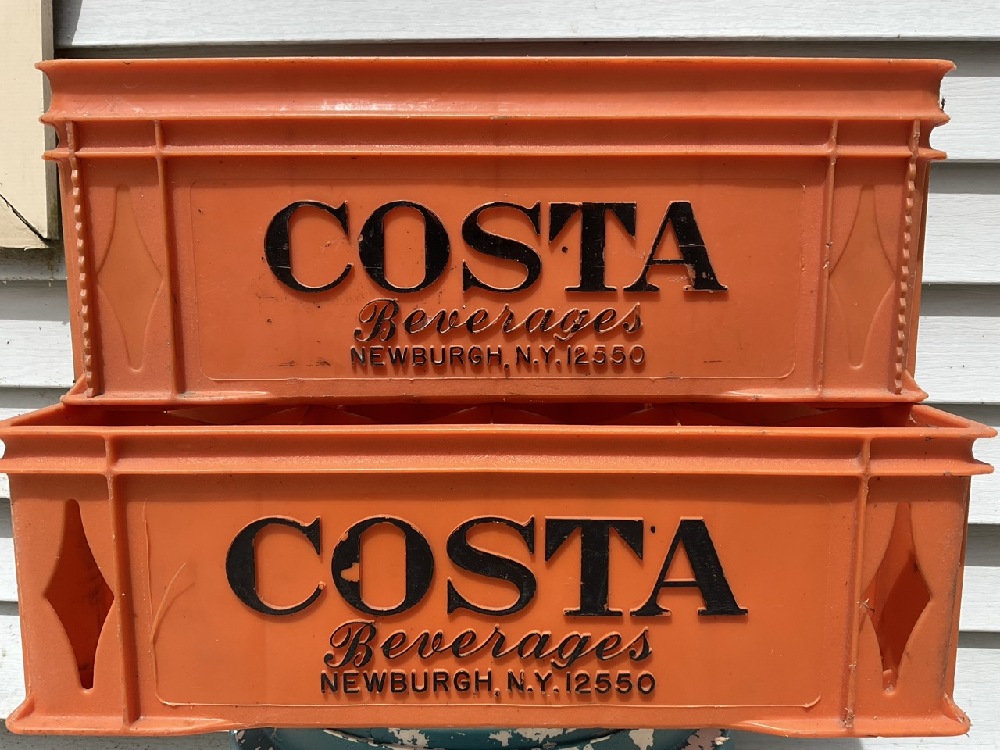 COSTA
Beverages
NEWBURGH, N.Y. 12550
COSTA
Beverages
NEWBURGH, N.Y. 12550